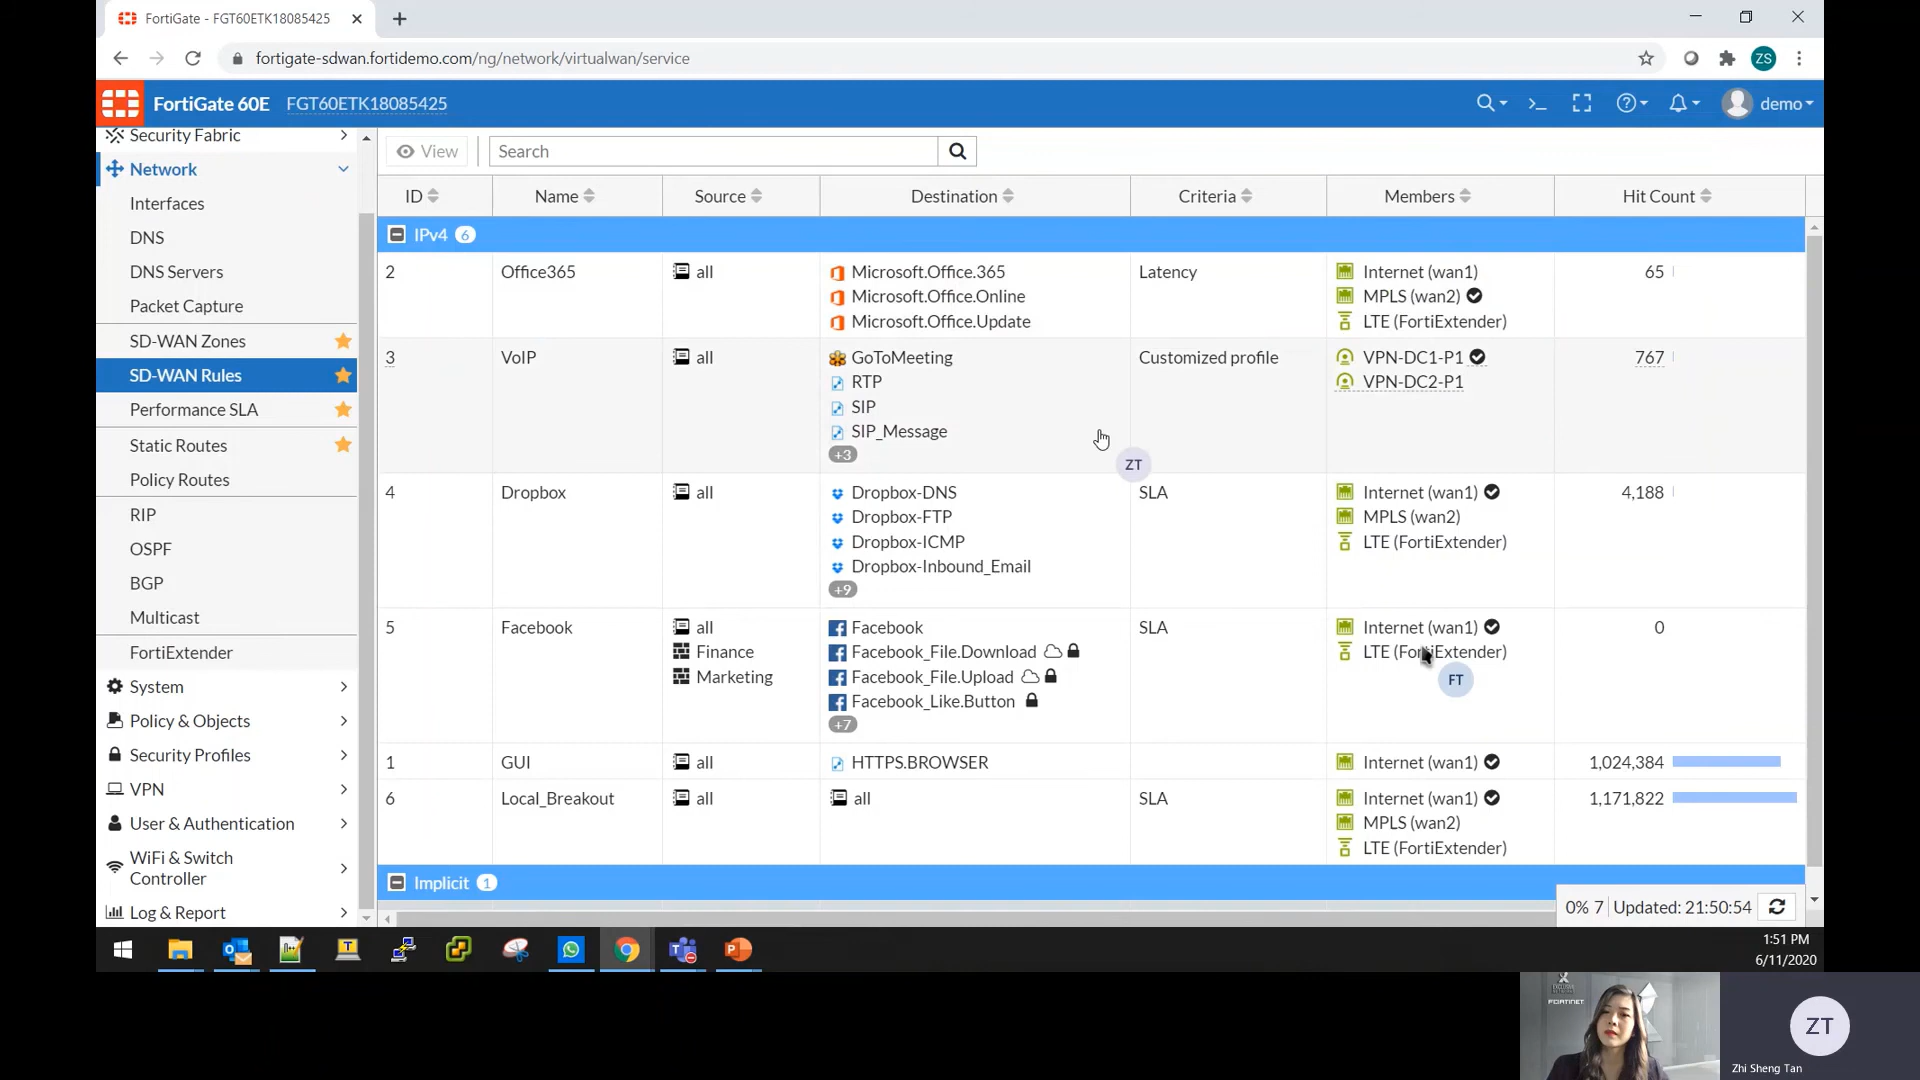 FortiGate - FGT60ETK18085425
fortigate-sdwan.fortidemo.com/ng/network/virtualwan/service
ZS
FortiGate 60E FGT60ETK18085425
demo
Security Fabric
Network
Interfaces
DNS
DNS Servers
Packet Capture
SD-WAN Zones
SD-WAN Rules
Performance SLA
Static Routes
Policy Routes
RIP
OSPF
BGP
Multicast
FortiExtender
System
Policy & Objects
Security Profiles
VPN
User & Authentication
WiFi & Switch
Controller
Log & Report
View Search
ID Name Source Destination Criteria Members Hit Count
IPv4 6
2 Office365 all Microsoft.Office.365 Latency Internet (wan1) 65
Microsoft.Office.Online MPLS (wan2)
Microsoft.Office.Update LTE (FortiExtender)
3 VoIP all GoToMeeting Customized profile VPN-DC1-P1 767
RTP VPN-DC2-P1
SIP
SIP_Message
+3
ZT
4 Dropbox all Dropbox-DNS SLA Internet (wan1) 4,188
Dropbox-FTP MPLS (wan2)
Dropbox-ICMP LTE (FortiExtender)
Dropbox-Inbound_Email
+9
5 Facebook all Facebook SLA Internet (wan1) 0
Finance Facebook_File.Download LTE (FortiExtender)
Marketing Facebook_File.Upload FT
Facebook_Like.Button
+7
1 GUI all HTTPS.BROWSER Internet (wan1) 1,024,384
6 Local_Breakout all all SLA Internet (wan1) 1,171,822
MPLS (wan2)
LTE (FortiExtender)
Implicit 1
0% 7 Updated: 21:50:54
1:51 PM
6/11/2020
FORTINET
ZT
Zhi Sheng Tan